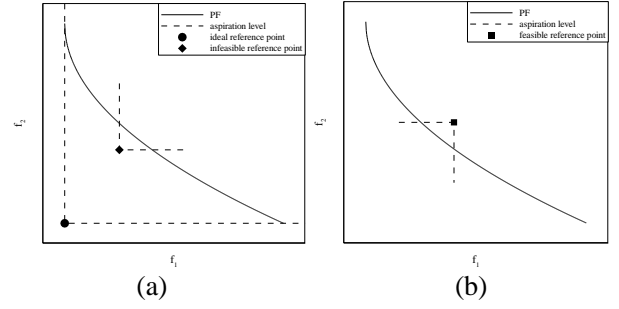 PF
aspiration level
ideal reference point
infeasible reference point
f2
f1
(a)
PF
aspiration level
feasible reference point
f2
f1
(b)